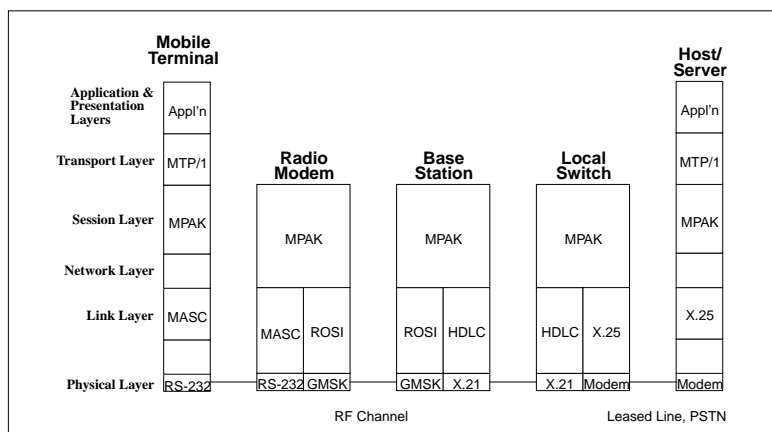 Mobile
Terminal
Host/
Server
Application &
Presentation
Layers
Appl'n
Appl'n
Transport Layer
MTP/1
Radio
Modem
Base
Station
Local
Switch
MTP/1
Session Layer
MPAK
MPAK
MPAK
MPAK
MPAK
Network Layer
Link Layer
MASC
MASC
ROSI
ROSI
HDLC
HDLC
X.25
X.25
Physical Layer
RS-232
RS-232
GMSK
GMSK
X.21
X.21
Modem
Modem
RF Channel
Leased Line, PSTN